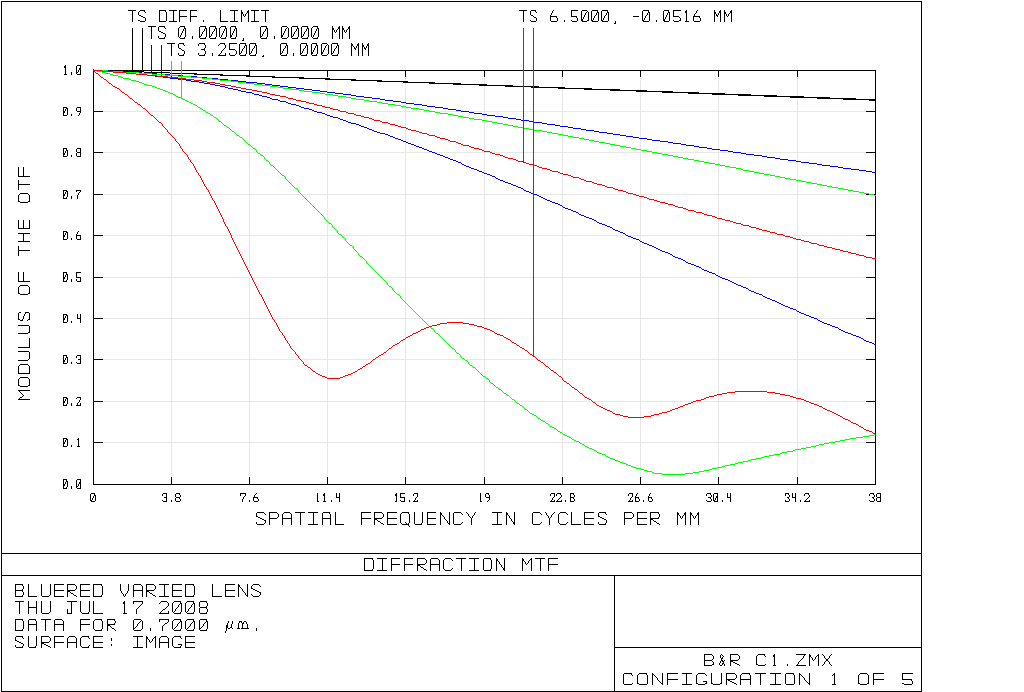 TS DIFF. LIMIT
TS 0.0000, 0.0000 MM
TS 3.2500, 0.0000 MM
TS 6.5000, -0.0516 MM
MODULUS OF THE OTF
1.0
0.9
0.8
0.7
0.6
0.5
0.4
0.3
0.2
0.1
0.0
0 3.8 7.6 11.4 15.2 19 22.8 26.6 30.4 34.2 38
SPATIAL FREQUENCY IN CYCLES PER MM
DIFFRACTION MTF
BLUERED VARIED LENS
THU JUL 17 2008
DATA FOR 0.7000 µm.
SURFACE: IMAGE
B&R C1.ZMX
CONFIGURATION 1 OF 5